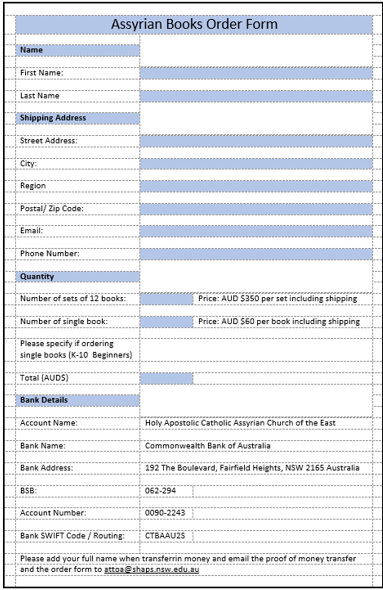 Assyrian Books Order Form
Name
First Name:
Last Name
Shipping Address
Street Address:
City:
Region
Postal/ Zip Code:
Email:
Phone Number:
Quantity
Number of sets of 12 books: Price: AUD $350 per set including shipping
Number of single book: Price: AUD $60 per book including shipping
Please specify if ordering
single books (K-10 Beginners)
Total (AUD$)
Bank Details
Account Name: Holy Apostolic Catholic Assyrian Church of the East
Bank Name: Commonwealth Bank of Australia
Bank Address: 192 The Boulevard, Fairfield Heights, NSW 2165 Australia
BSB: 062-294
Account Number: 0090-2243
Bank SWIFT Code / Routing: CTBAAU2S
Please add your full name when transferrin money and email the proof of money transfer
and the order form to attoa@shaps.nsw.edu.au